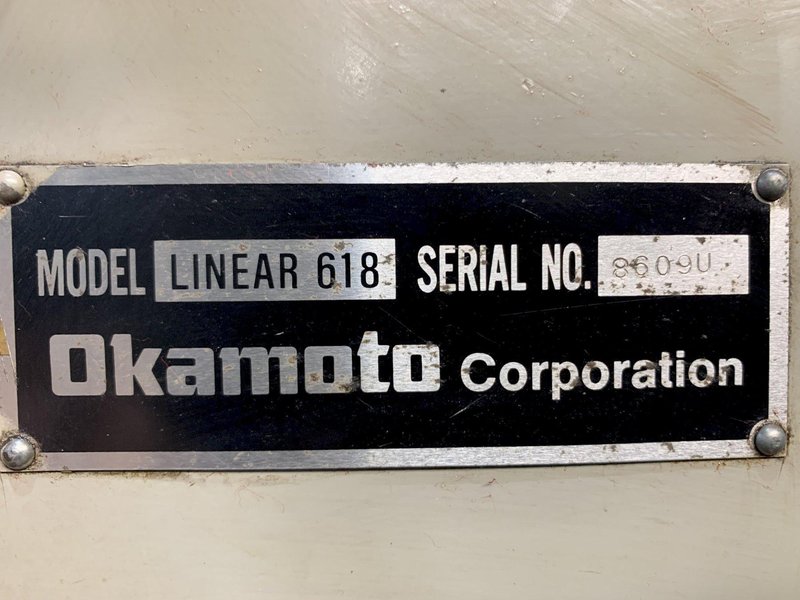 MODEL LINEAR 618 SERIAL NO. 8609U
Okamoto Corporation